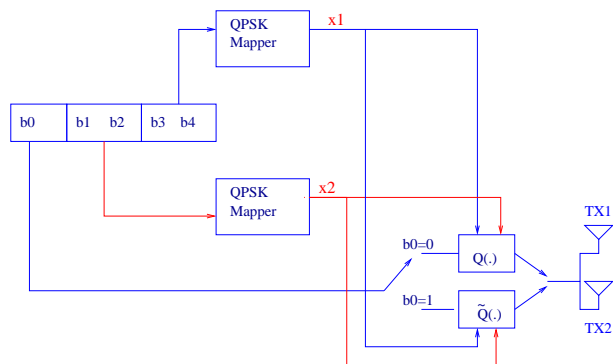 QPSK
Mapper
x1
b0 b1 b2 b3 b4
QPSK
Mapper
x2
TX1
b0=0
Q(.)
b0=1
Q̃(.)
TX2